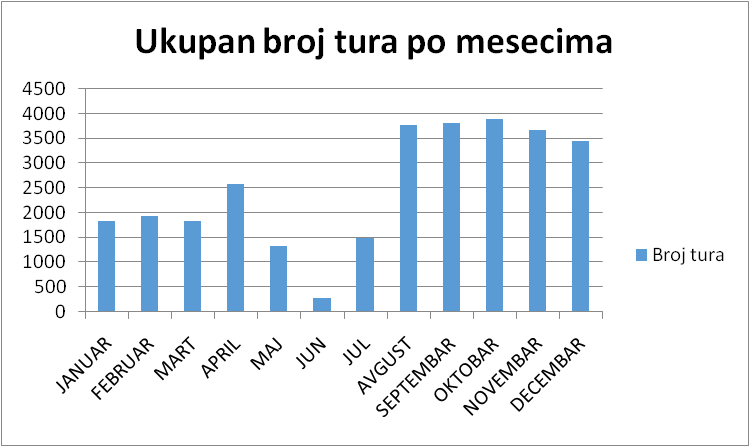 Ukupan broj tura po mesecima
4500
4000
3500
3000
2500
2000
1500
1000
500
0
JANUAR
FEBRUAR
MART
APRIL
MAJ
JUN
JUL
AVGUST
SEPTEMBAR
OKTOBAR
NOVEMBAR
DECEMBAR
Broj tura